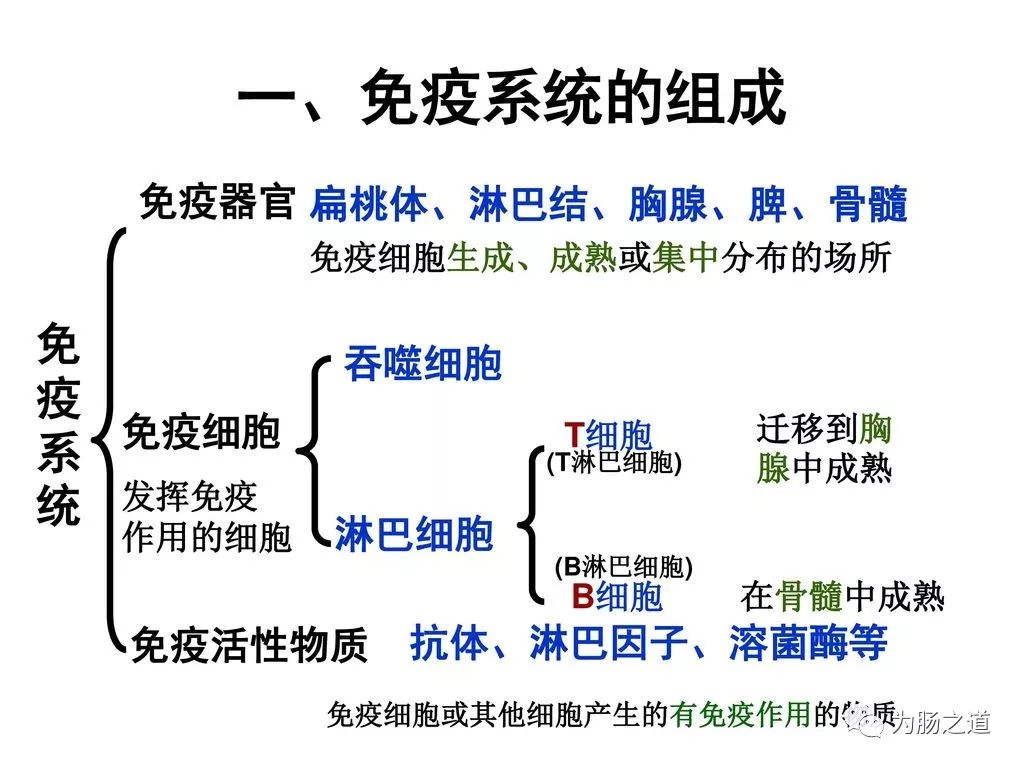 一、免疫系统的组成
免疫器官 扁桃体、淋巴结、胸腺、脾、骨髓
免疫细胞生成、成熟或集中分布的场所
免疫系统
吞噬细胞
免疫细胞
发挥免疫
作用的细胞
淋巴细胞
T细胞
(T淋巴细胞)
迁移到胸
腺中成熟
(B淋巴细胞)
B细胞
在骨髓中成熟
免疫活性物质 抗体、淋巴因子、溶菌酶等
免疫细胞或其他细胞产生的有免疫作用的物质
为肠之道